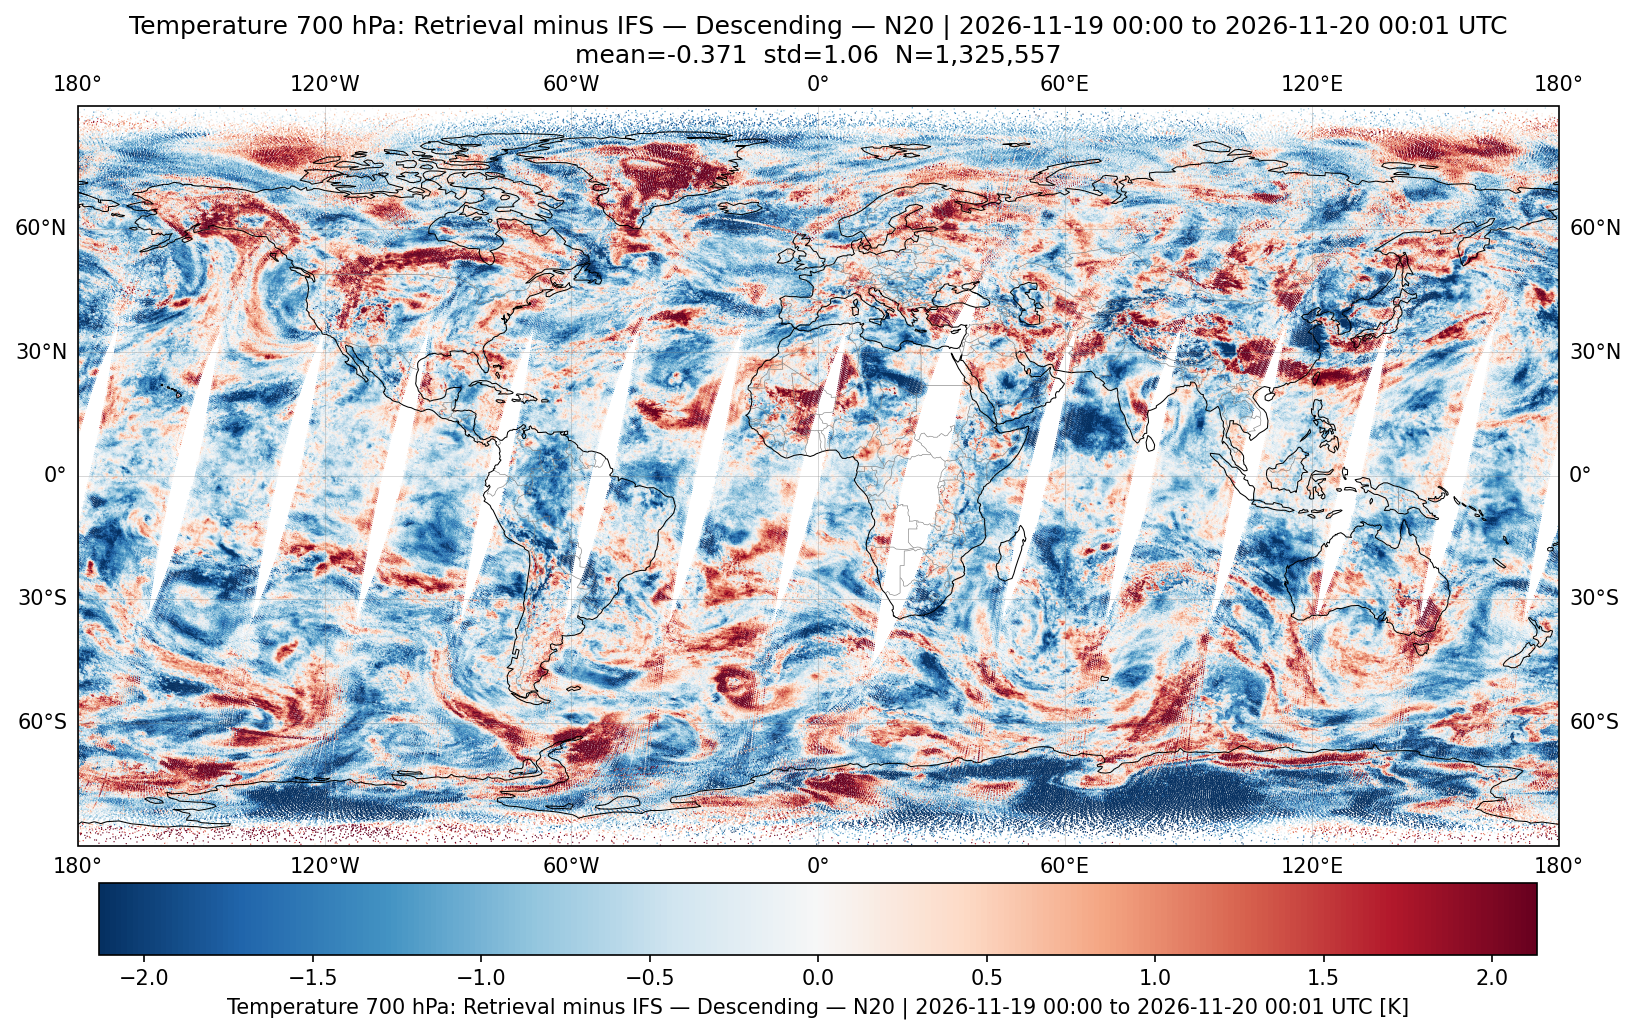 Temperature 700 hPa: Retrieval minus IFS — Descending — N20 | 2026-11-19 00:00 to 2026-11-20 00:01 UTC
mean=-0.371  std=1.06  N=1,325,557
180° 120°W 60°W 0° 60°E 120°E 180°
60°N 60°N
30°N 30°N
0° 0°
30°S 30°S
60°S 60°S
180° 120°W 60°W 0° 60°E 120°E 180°
−2.0 −1.5 −1.0 −0.5 0.0 0.5 1.0 1.5 2.0
Temperature 700 hPa: Retrieval minus IFS — Descending — N20 | 2026-11-19 00:00 to 2026-11-20 00:01 UTC [K]